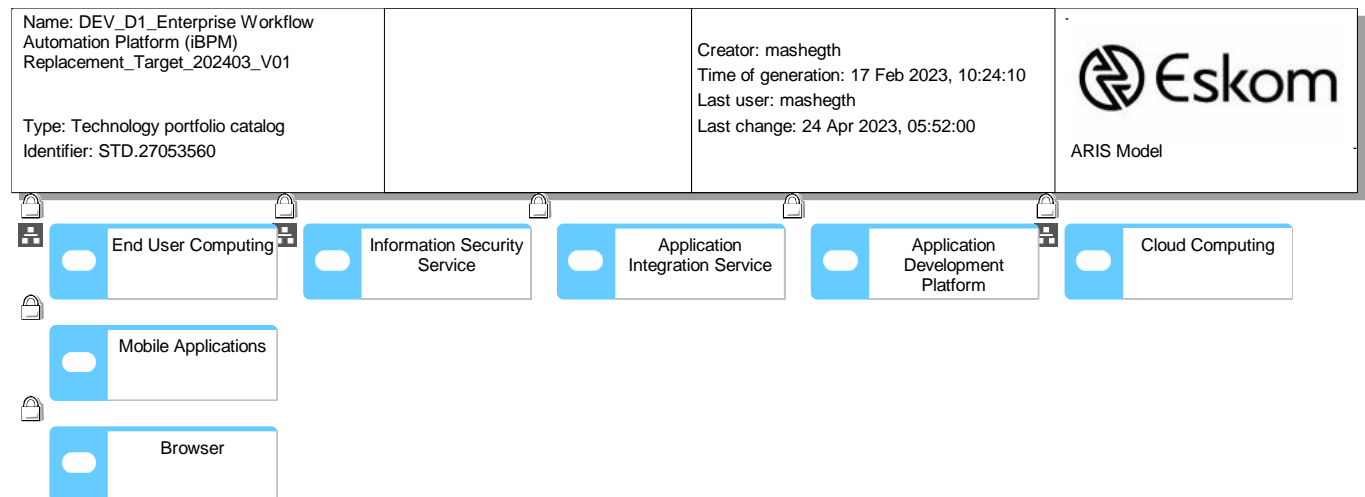 Name: DEV_D1_Enterprise Workflow
Automation Platform (iBPM)
Replacement_Target_202403_V01
Type: Technology portfolio catalog
Identifier: STD.27053560
Creator: mashegth
Time of generation: 17 Feb 2023, 10:24:10
Last user: mashegth
Last change: 24 Apr 2023, 05:52:00
Eskom
ARIS Model
End User Computing
Information Security
Service
Application
Integration Service
Application
Development
Platform
Cloud Computing
Mobile Applications
Browser